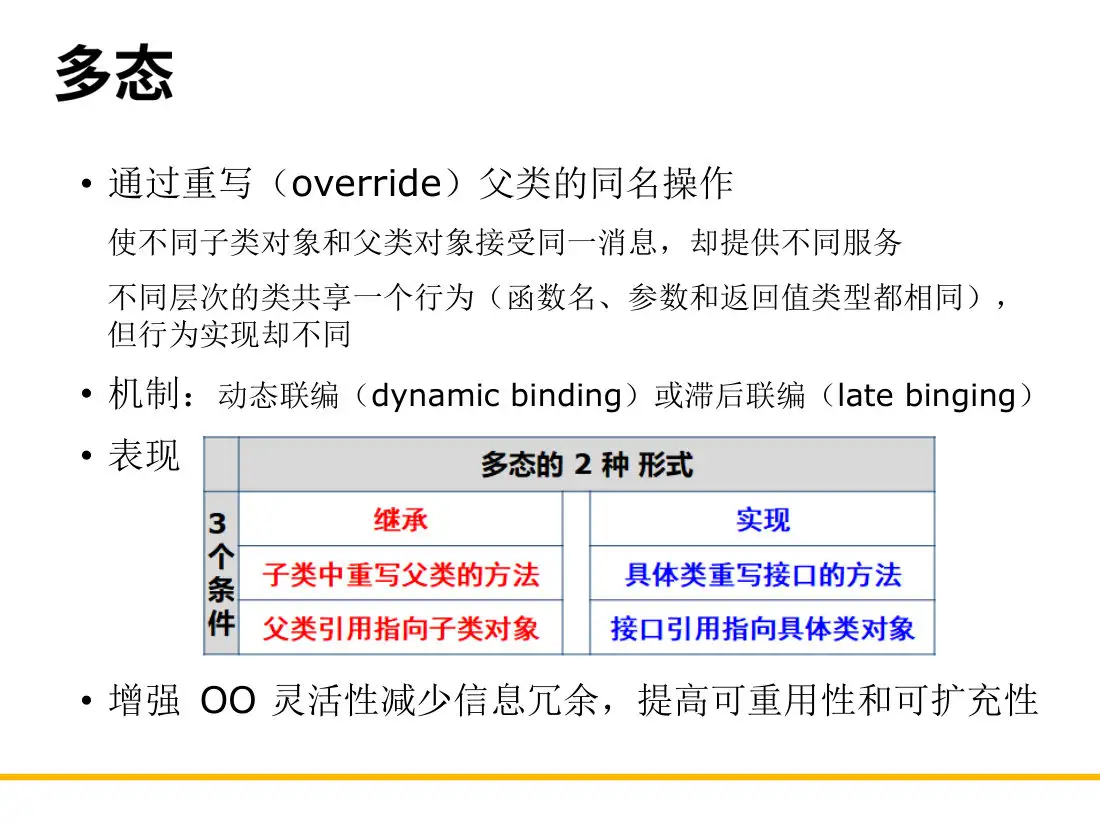 多态
• 通过重写（override）父类的同名操作
使不同子类对象和父类对象接受同一消息，却提供不同服务
不同层次的类共享一个行为（函数名、参数和返回值类型都相同），
但行为实现却不同
• 机制：动态联编（dynamic binding）或滞后联编（late binging）
• 表现
多态的 2 种 形式
3个条件
继承 实现
子类中重写父类的方法 具体类重写接口的方法
父类引用指向子类对象 接口引用指向具体类对象
• 增强 OO 灵活性减少信息冗余，提高可重用性和可扩充性